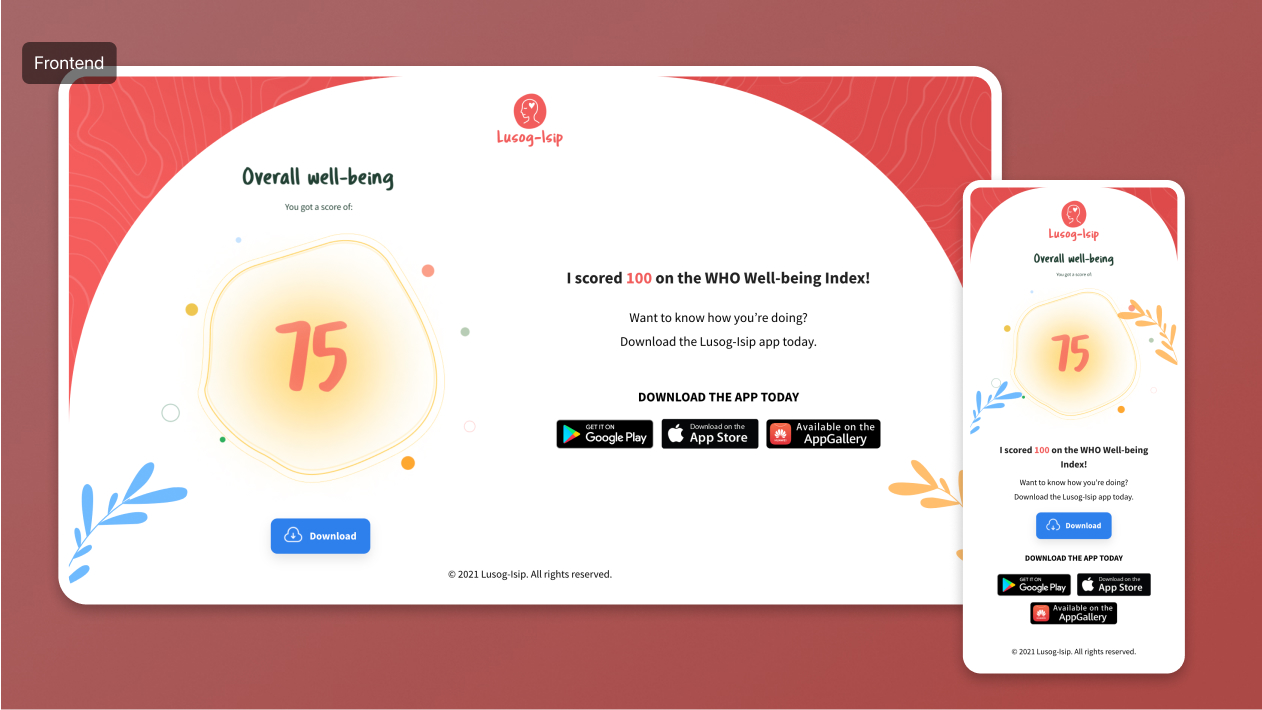 Frontend
Lusog-Isip
Overall well-being
You got a score of:
75
Download
I scored 100 on the WHO Well-being Index!
Want to know how you're doing?
Download the Lusog-Isip app today.
DOWNLOAD THE APP TODAY
GET IT ON
Google Play
Download on the
App Store
Available on the
AppGallery
© 2021 Lusog-Isip. All rights reserved.
Lusog-Isip
Overall well-being
You got a score of:
75
I scored 100 on the WHO Well-being
Index!
Want to know how you're doing?
Download the Lusog-Isip app today.
Download
DOWNLOAD THE APP TODAY
GET IT ON
Google Play
Download on the
App Store
Available on the
AppGallery
© 2021 Lusog-Isip. All rights reserved.